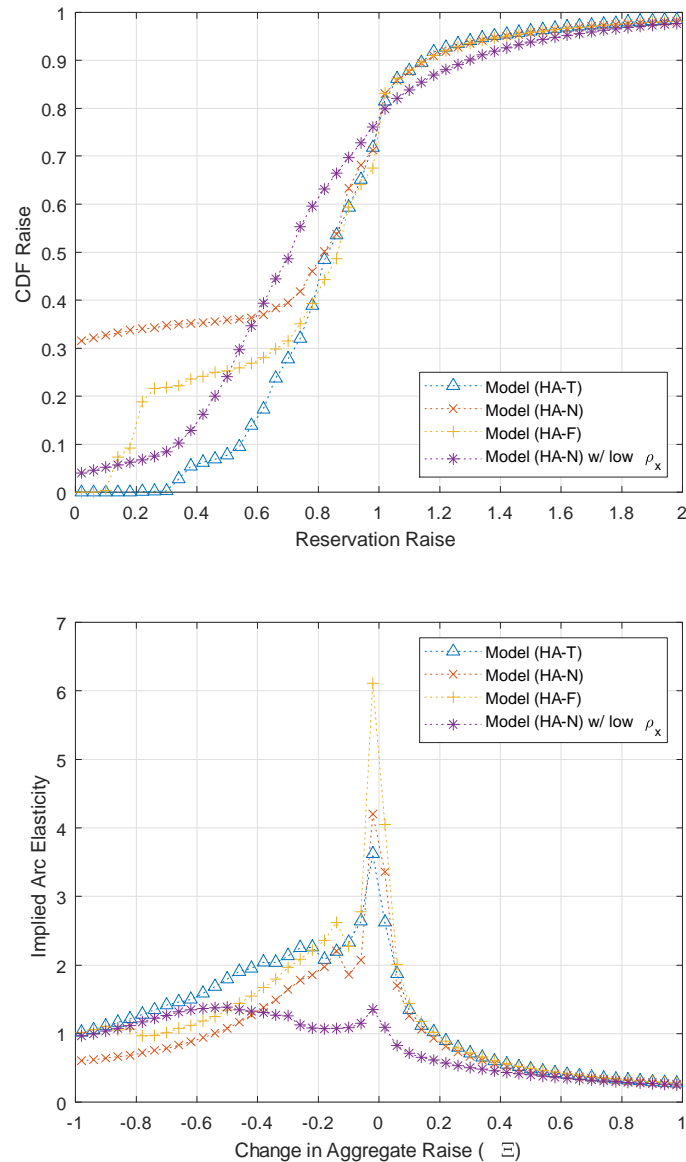 1
0.9
0.8
0.7
0.6
0.5
0.4
0.3
0.2
0.1
0
CDF Raise
Model (HA-T)
Model (HA-N)
Model (HA-F)
Model (HA-N) w/ low ρx
0 0.2 0.4 0.6 0.8 1 1.2 1.4 1.6 1.8 2
Reservation Raise
7
6
5
4
3
2
1
0
Implied Arc Elasticity
Model (HA-T)
Model (HA-N)
Model (HA-F)
Model (HA-N) w/ low ρx
-1 -0.8 -0.6 -0.4 -0.2 0 0.2 0.4 0.6 0.8 1
Change in Aggregate Raise ( Ξ)